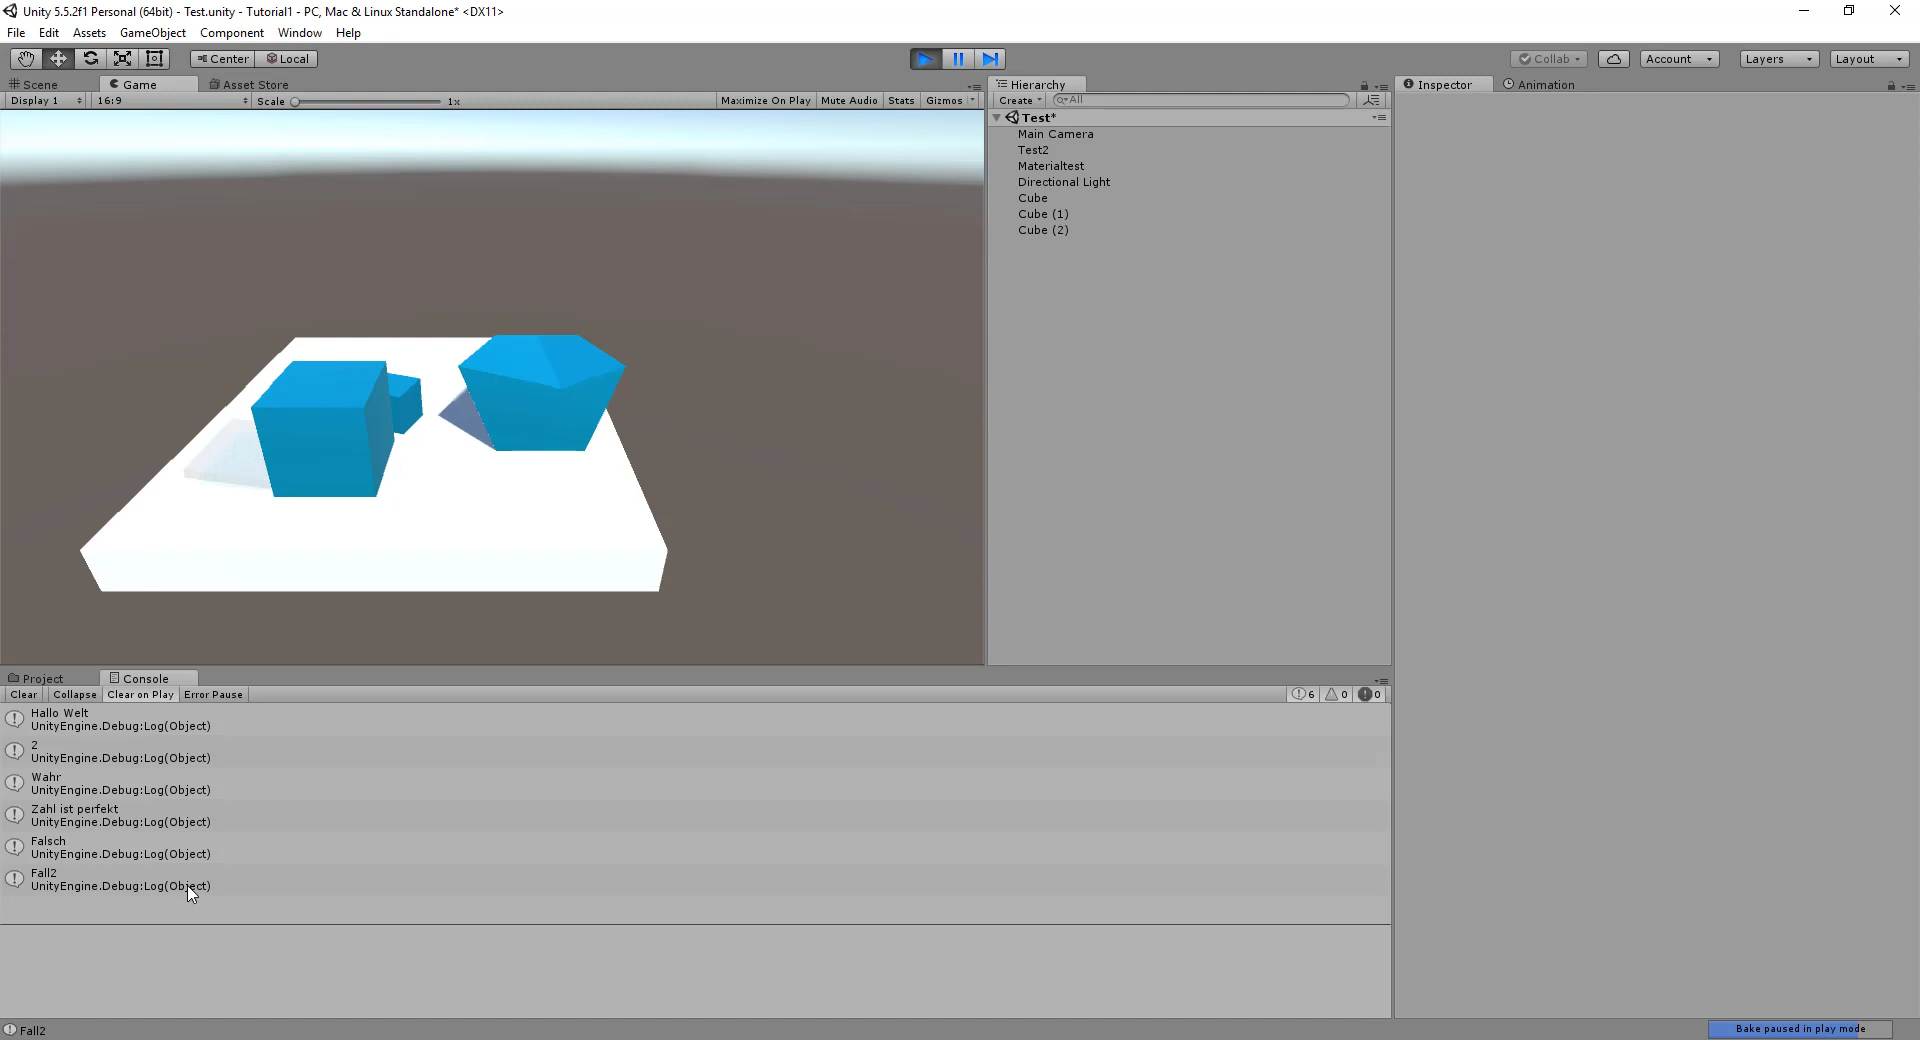 Unity 5.5.2f1 Personal (64bit) - Test.unity - Tutorial1 - PC, Mac & Linux Standalone* <DX11>
File Edit Assets GameObject Component Window Help
Center Local Collab Account Layers Layout
Scene Game Asset Store
Display 1 16:9 Scale 1x Maximize On Play Mute Audio Stats Gizmos
Hierarchy
Create All
Test*
Main Camera
Test2
Materialtest
Directional Light
Cube
Cube (1)
Cube (2)
Inspector Animation
Project Console
Clear Collapse Clear on Play Error Pause 6 0 0
Hallo Welt
UnityEngine.Debug:Log(Object)
2
UnityEngine.Debug:Log(Object)
Wahr
UnityEngine.Debug:Log(Object)
Zahl ist perfekt
UnityEngine.Debug:Log(Object)
Falsch
UnityEngine.Debug:Log(Object)
Fall2
UnityEngine.Debug:Log(Object)
Fall2
Bake paused in play mode